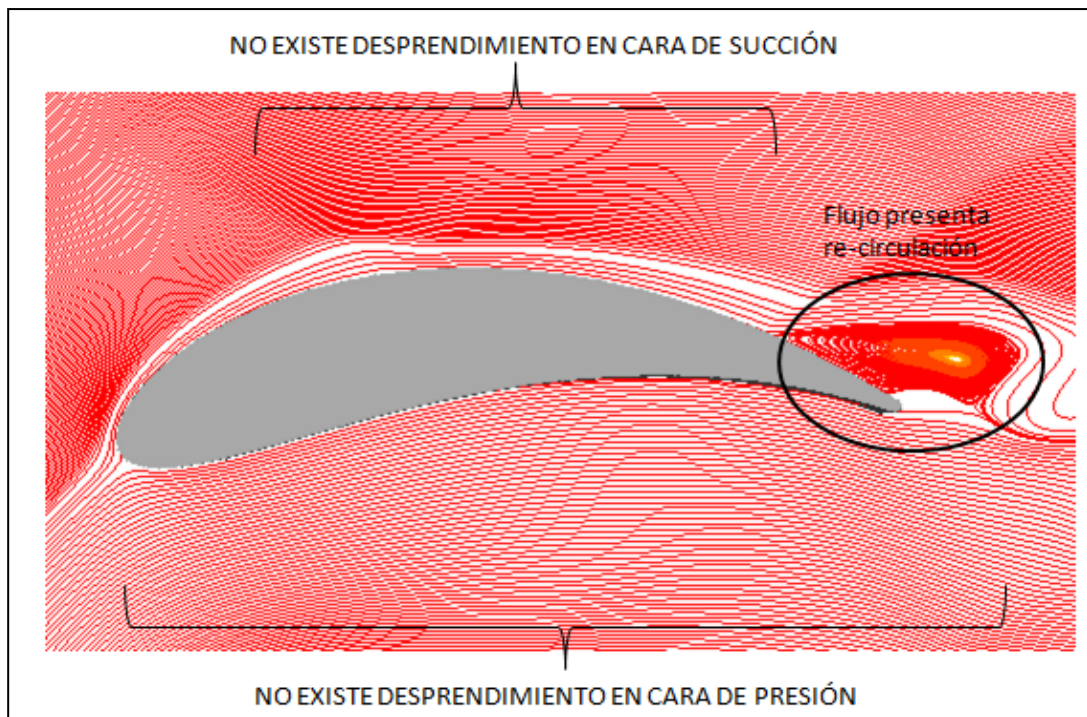 NO EXISTE DESPRENDIMIENTO EN CARA DE SUCCIÓN
Flujo presenta
re-circulación
NO EXISTE DESPRENDIMIENTO EN CARA DE PRESIÓN